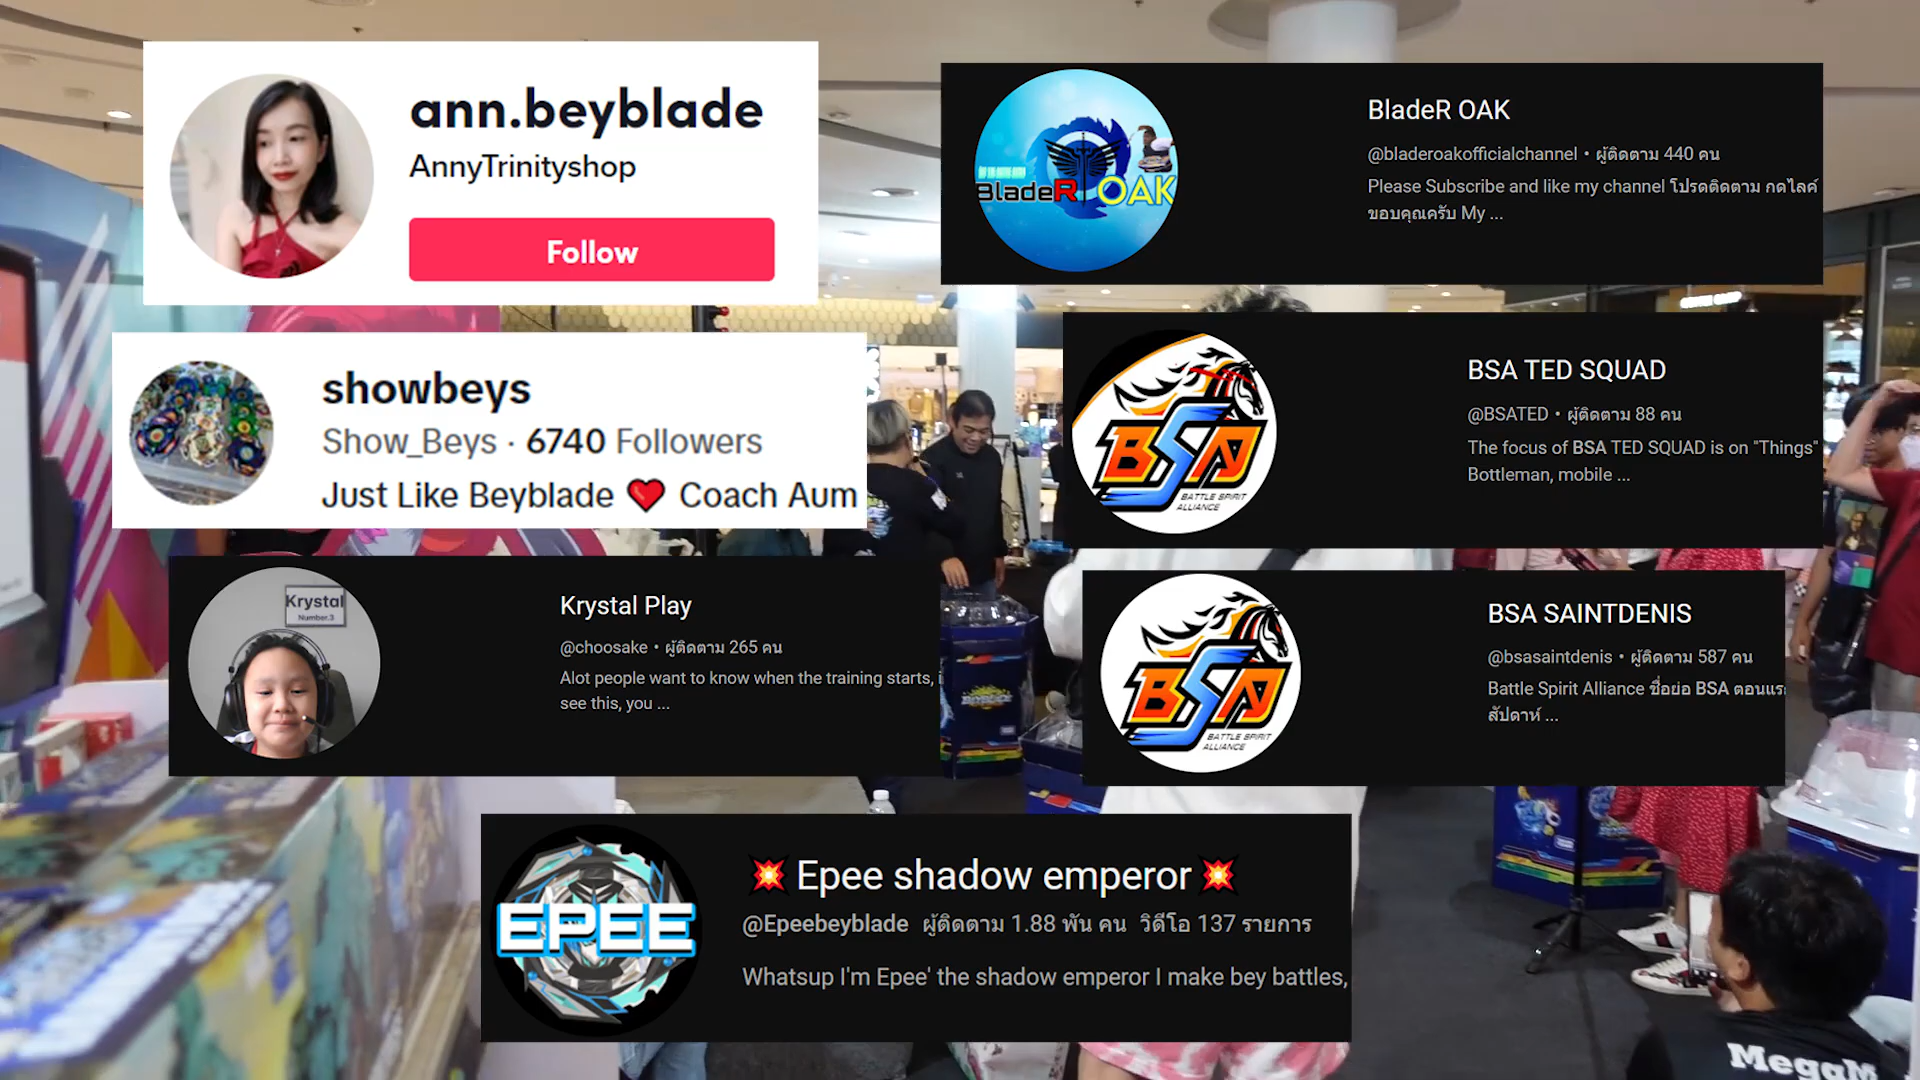 ann.beyblade
AnnyTrinityshop
Follow
BladeR OAK
BladeR OAK
@bladeroakofficialchannel • ผู้ติดตาม 440 คน
Please Subscribe and like my channel โปรดติดตาม กดไลค์
ขอบคุณครับ My ...
showbeys
Show_Beys · 6740 Followers
Just Like Beyblade ❤️ Coach Aum
BSA
BATTLE SPIRIT
ALLIANCE
BSA TED SQUAD
@BSATED • ผู้ติดตาม 88 คน
The focus of BSA TED SQUAD is on "Things"
Bottleman, mobile ...
Krystal
Number.3
Krystal Play
@choosake • ผู้ติดตาม 265 คน
Alot people want to know when the training starts, i
see this, you ...
BSA
BATTLE SPIRIT
ALLIANCE
BSA SAINTDENIS
@bsasaintdenis • ผู้ติดตาม 587 คน
Battle Spirit Alliance ชื่อย่อ BSA ตอนแรก
สัปดาห์ ...
EPEE
💥 Epee shadow emperor 💥
@Epeebeyblade ผู้ติดตาม 1.88 พัน คน วิดีโอ 137 รายการ
Whatsup I'm Epee' the shadow emperor I make bey battles,
MegaM